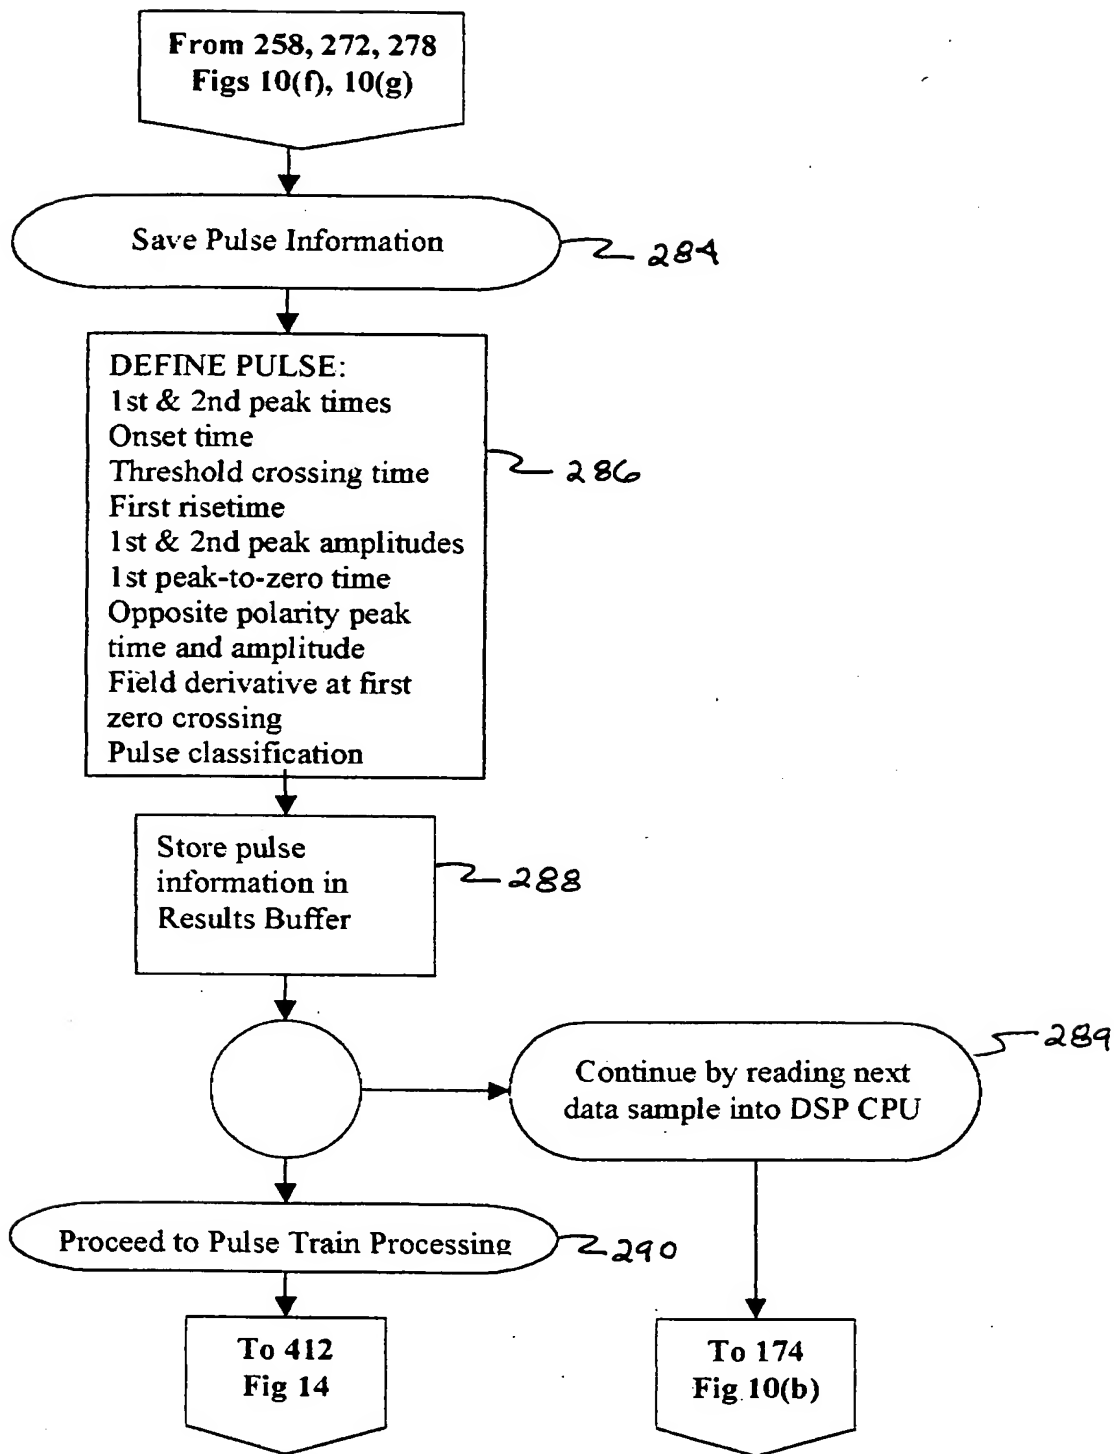 From 258, 272, 278
Figs 10(f), 10(g)
Save Pulse Information
284
DEFINE PULSE:
1st & 2nd peak times
Onset time
Threshold crossing time
First risetime
1st & 2nd peak amplitudes
1st peak-to-zero time
Opposite polarity peak
time and amplitude
Field derivative at first
zero crossing
Pulse classification
286
Store pulse
information in
Results Buffer
288
Continue by reading next
data sample into DSP CPU
289
Proceed to Pulse Train Processing
290
To 412
Fig 14
To 174
Fig 10(b)